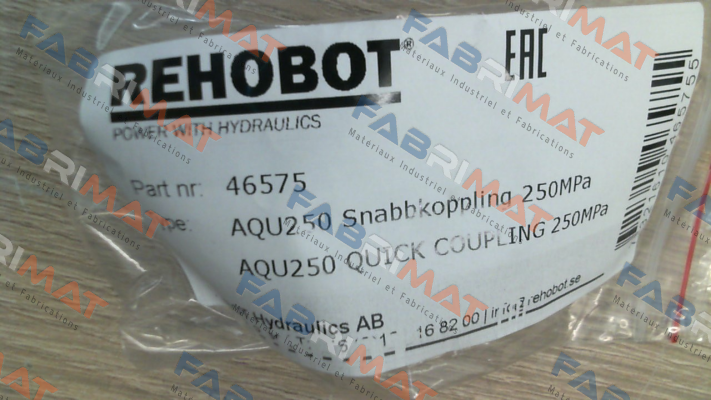 REHOBOT®
EAC
POWER WITH HYDRAULICS
Part nr: 46575
AQU250 Snabbkoppling 250MPa
AQU250 QUICK COUPLING 250MPa
Hydraulics AB
16 82 00 | rehobot.se
FABRIMAT
Matériaux Industriel et Fabrications